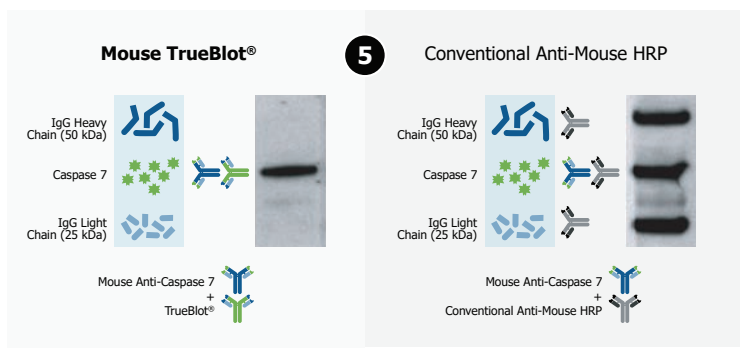 Mouse TrueBlot®
5
Conventional Anti-Mouse HRP
IgG Heavy
Chain (50 kDa)
Caspase 7
IgG Light
Chain (25 kDa)
Mouse Anti-Caspase 7
+
TrueBlot®
IgG Heavy
Chain (50 kDa)
Caspase 7
IgG Light
Chain (25 kDa)
Mouse Anti-Caspase 7
+
Conventional Anti-Mouse HRP